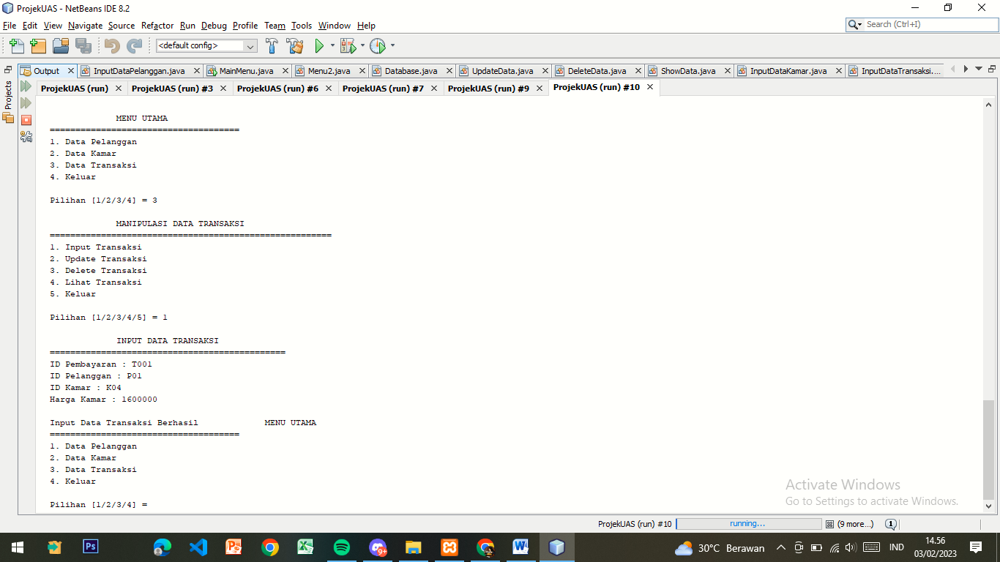 ProjekUAS - NetBeans IDE 8.2
File Edit View Navigate Source Refactor Run Debug Profile Team Tools Window Help
Search (Ctrl+I)
<default config>
Output InputDataPelanggan.java MainMenu.java Menu2.java Database.java UpdateData.java DeleteData.java ShowData.java InputDataKamar.java InputDataTransaksi....
Projects
ProjekUAS (run) ProjekUAS (run) #3 ProjekUAS (run) #6 ProjekUAS (run) #7 ProjekUAS (run) #9 ProjekUAS (run) #10
MENU UTAMA
=====================================
1. Data Pelanggan
2. Data Kamar
3. Data Transaksi
4. Keluar
Pilihan [1/2/3/4] = 3
MANIPULASI DATA TRANSAKSI
=======================================================
1. Input Transaksi
2. Update Transaksi
3. Delete Transaksi
4. Lihat Transaksi
5. Keluar
Pilihan [1/2/3/4/5] = 1
INPUT DATA TRANSAKSI
==============================================
ID Pembayaran : T001
ID Pelanggan : P01
ID Kamar : K04
Harga Kamar : 1600000
Input Data Transaksi Berhasil MENU UTAMA
=====================================
1. Data Pelanggan
2. Data Kamar
3. Data Transaksi
4. Keluar
Pilihan [1/2/3/4] =
Activate Windows
Go to Settings to activate Windows.
ProjekUAS (run) #10 running... (9 more...) 1
Ps 9+ 30°C Berawan IND 14.56
03/02/2023